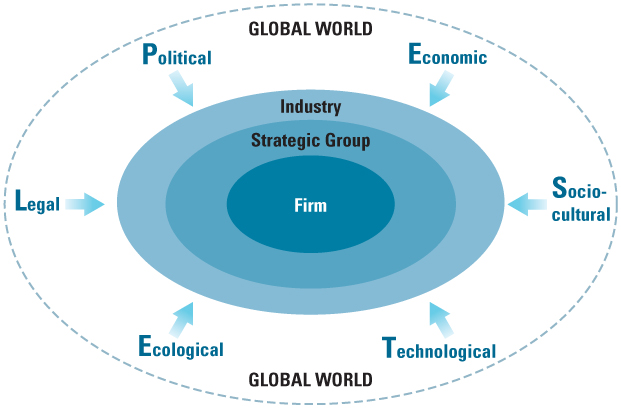 GLOBAL WORLD
Political
Economic
Industry
Strategic Group
Firm
Legal
Socio-
cultural
Ecological
Technological
GLOBAL WORLD